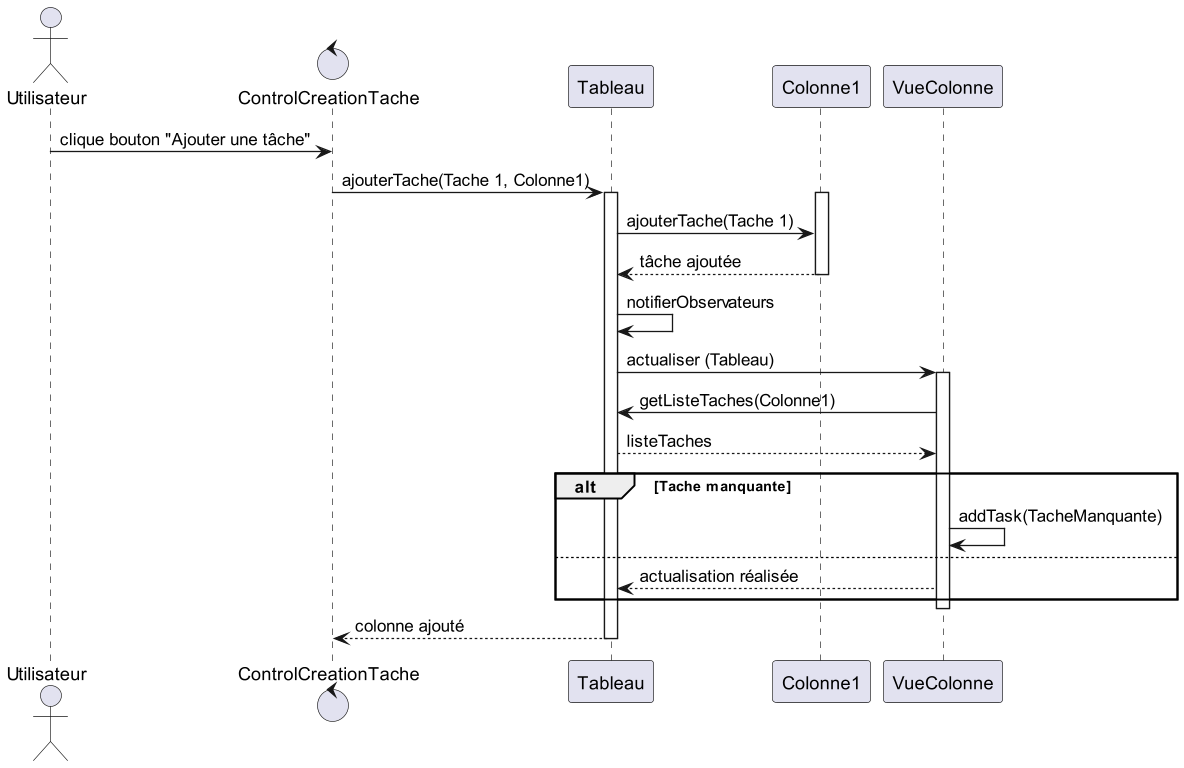 Utilisateur
ControlCreationTache
Tableau
Colonne1
VueColonne
clique bouton "Ajouter une tâche"
ajouterTache(Tache 1, Colonne1)
ajouterTache(Tache 1)
tâche ajoutée
notifierObservateurs
actualiser (Tableau)
getListeTaches(Colonne1)
listeTaches
alt [Tache manquante]
addTask(TacheManquante)
actualisation réalisée
colonne ajouté
Utilisateur
ControlCreationTache
Tableau
Colonne1
VueColonne